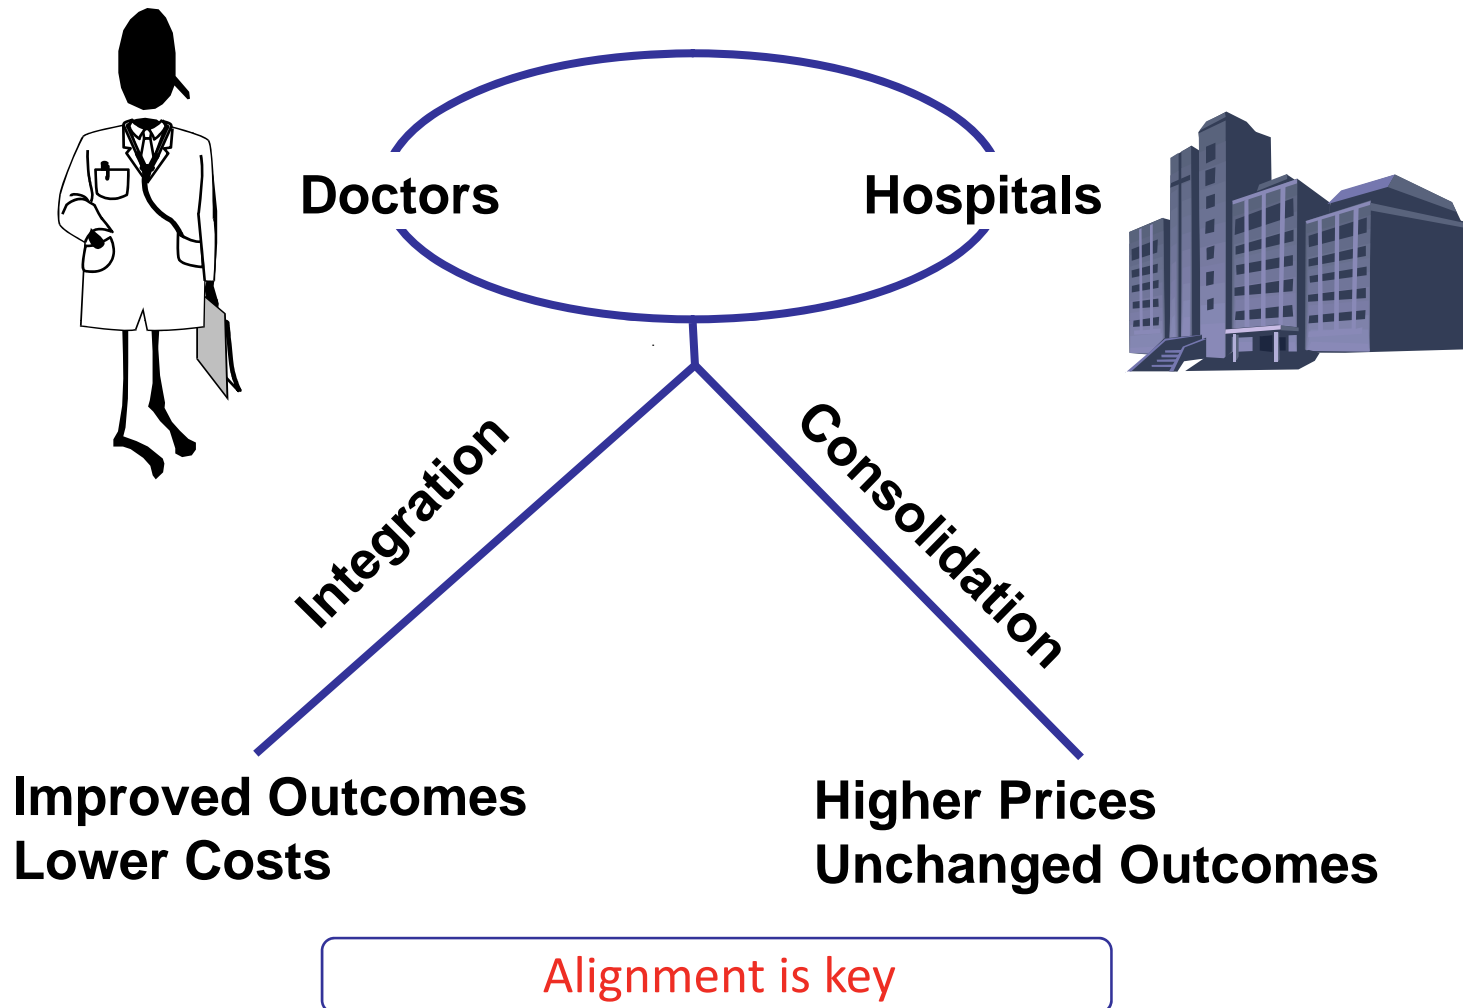 Doctors
Hospitals
Integration
Consolidation
Improved Outcomes
Lower Costs
Higher Prices
Unchanged Outcomes
Alignment is key